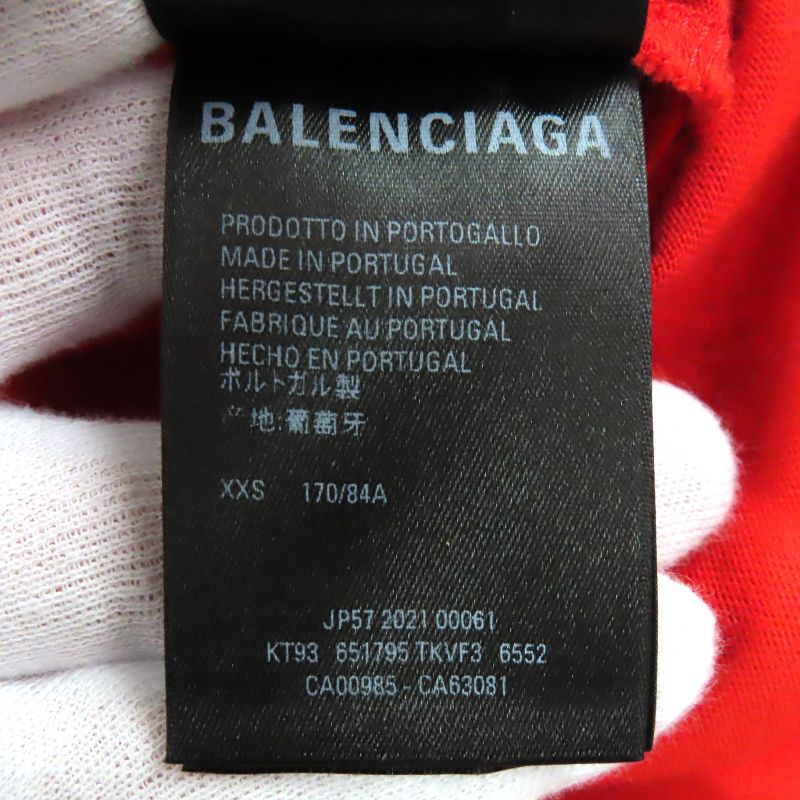 BALENCIAGA
PRODOTTO IN PORTOGALLO
MADE IN PORTUGAL
HERGESTELLT IN PORTUGAL
FABRIQUE AU PORTUGAL
HECHO EN PORTUGAL
ポルトガル製
产地:葡萄牙
XXS 170/84A
JP57 2021 00061
KT93 651795 TKVF3 6552
CA00985 - CA63081